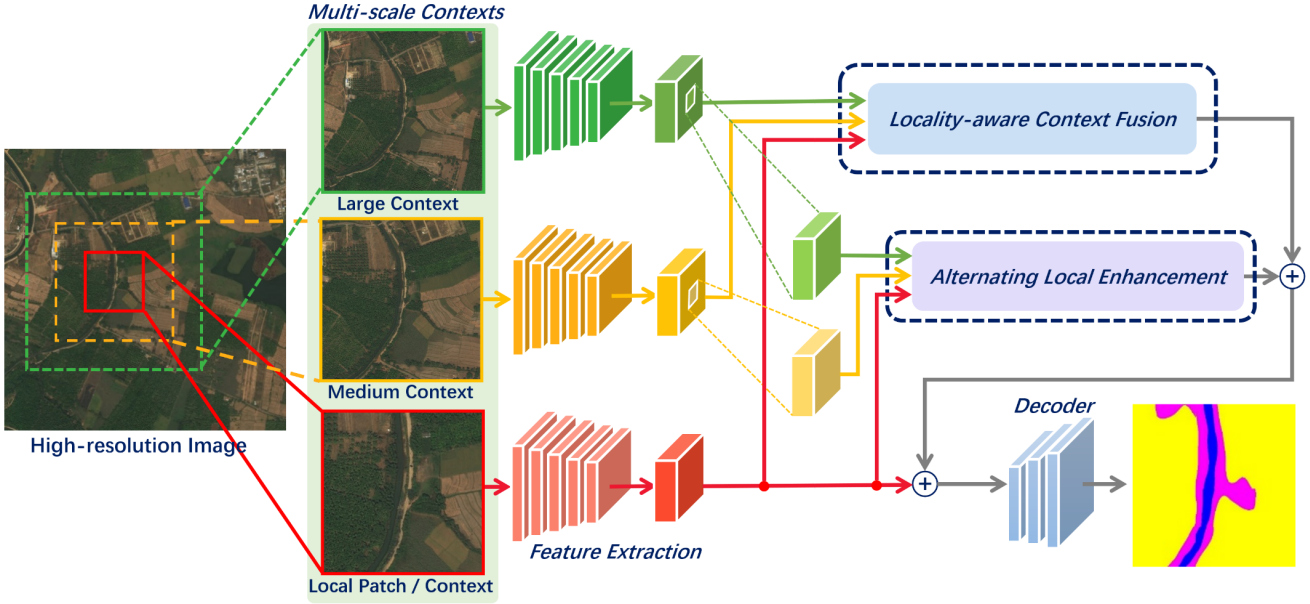 Multi-scale Contexts
Large Context
Medium Context
Local Patch / Context
High-resolution Image
Feature Extraction
Locality-aware Context Fusion
Alternating Local Enhancement
+
+
Decoder